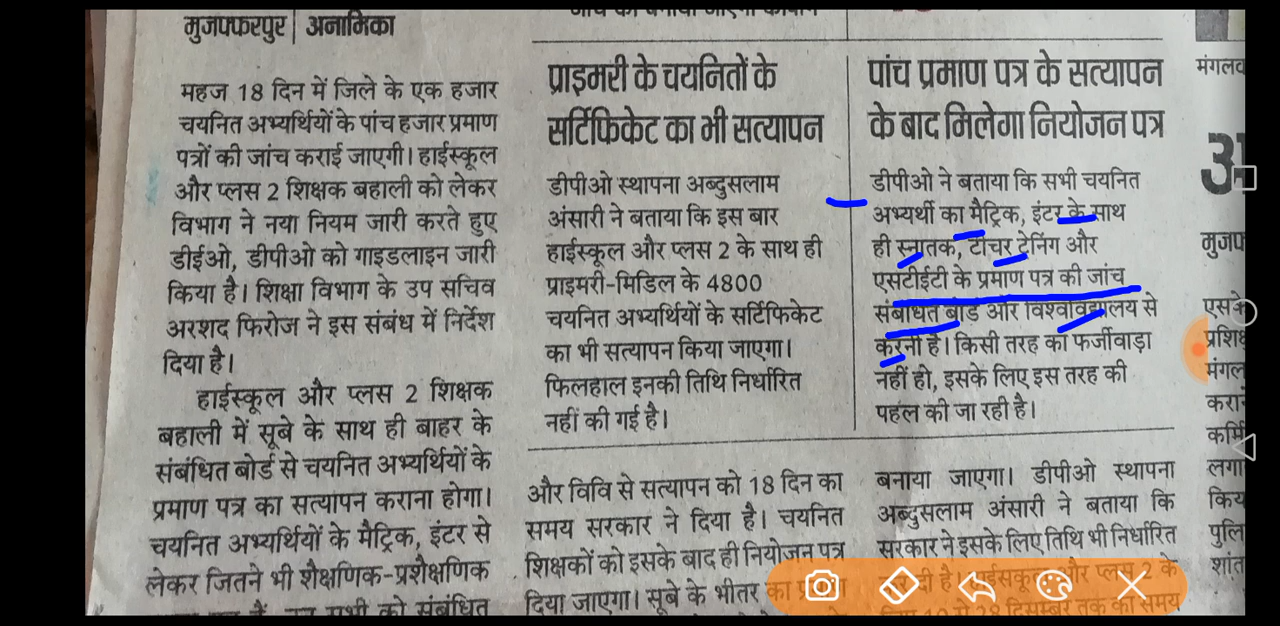 मुजफ्फरपुर | अनामिका
महज 18 दिन में जिले के एक हजार
चयनित अभ्यर्थियों के पांच हजार प्रमाण
पत्रों की जांच कराई जाएगी। हाईस्कूल
और प्लस 2 शिक्षक बहाली को लेकर
विभाग ने नया नियम जारी करते हुए
डीईओ, डीपीओ को गाइडलाइन जारी
किया है। शिक्षा विभाग के उप सचिव
अरशद फिरोज ने इस संबंध में निर्देश
दिया है।
हाईस्कूल और प्लस 2 शिक्षक
बहाली में सूबे के साथ ही बाहर के
संबंधित बोर्ड से चयनित अभ्यर्थियों के
प्रमाण पत्र का सत्यापन कराना होगा।
चयनित अभ्यर्थियों के मैट्रिक, इंटर से
लेकर जितने भी शैक्षणिक-प्रशैक्षणिक
प्राइमरी के चयनितों के
सर्टिफिकेट का भी सत्यापन
डीपीओ स्थापना अब्दुसलाम
अंसारी ने बताया कि इस बार
हाईस्कूल और प्लस 2 के साथ ही
प्राइमरी-मिडिल के 4800
चयनित अभ्यर्थियों के सर्टिफिकेट
का भी सत्यापन किया जाएगा।
फिलहाल इनकी तिथि निर्धारित
नहीं की गई है।
पांच प्रमाण पत्र के सत्यापन
के बाद मिलेगा नियोजन पत्र
डीपीओ ने बताया कि सभी चयनित
अभ्यर्थी का मैट्रिक, इंटर के साथ
ही स्नातक, टीचर ट्रेनिंग और
एसटीईटी के प्रमाण पत्र की जांच
संबंधित बोर्ड और विश्वविद्यालय से
करनी है। किसी तरह का फर्जीवाड़ा
नहीं हो, इसके लिए इस तरह की
पहल की जा रही है।
और विवि से सत्यापन को 18 दिन का
समय सरकार ने दिया है। चयनित
शिक्षकों को इसके बाद ही नियोजन पत्र
दिया जाएगा। सूबे के भीतर का
बनाया जाएगा। डीपीओ स्थापना
अब्दुसलाम अंसारी ने बताया कि
सरकार ने इसके लिए तिथि भी निर्धारित
कर दी है। हाईस्कूल और प्लस 2 के